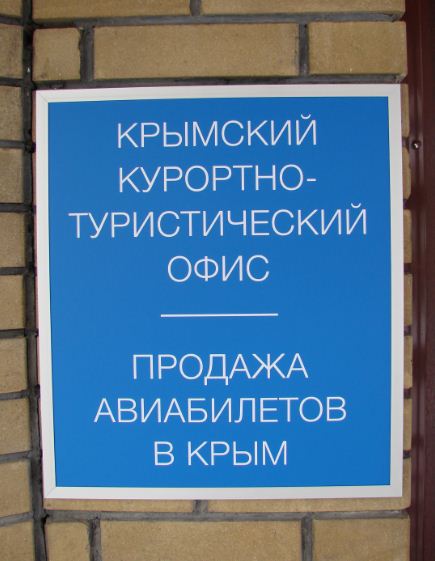 КРЫМСКИЙ
КУРОРТНО-
ТУРИСТИЧЕСКИЙ
ОФИС
ПРОДАЖА
АВИАБИЛЕТОВ
В КРЫМ